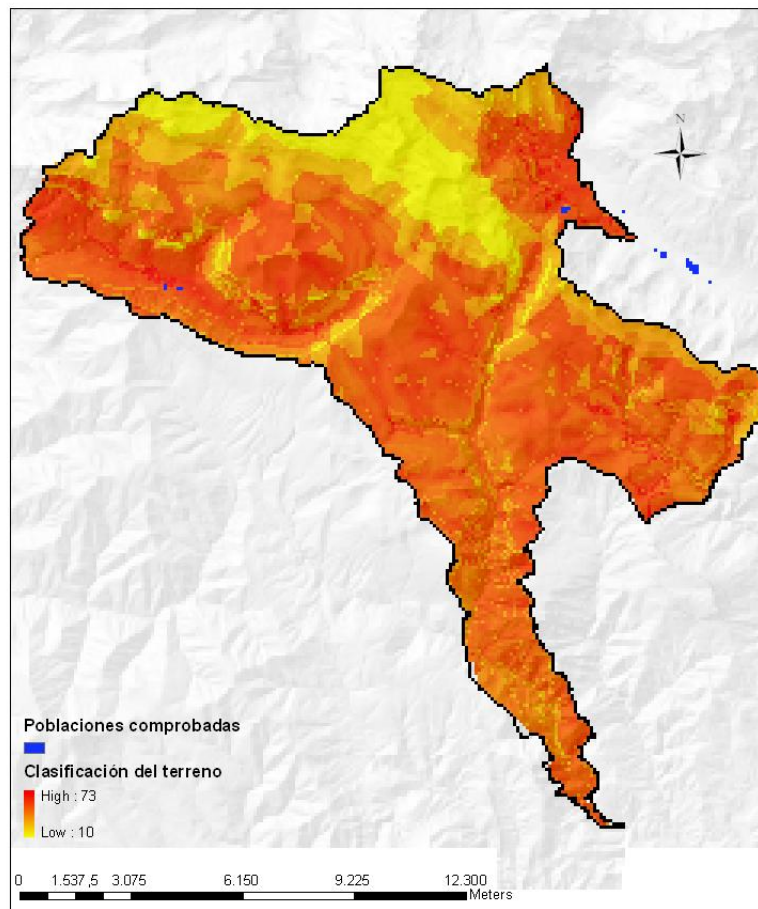 N
Poblaciones comprobadas
Clasificación del terreno
High : 73
Low : 10
0 1.537,5 3.075 6.150 9.225 12.300
Meters